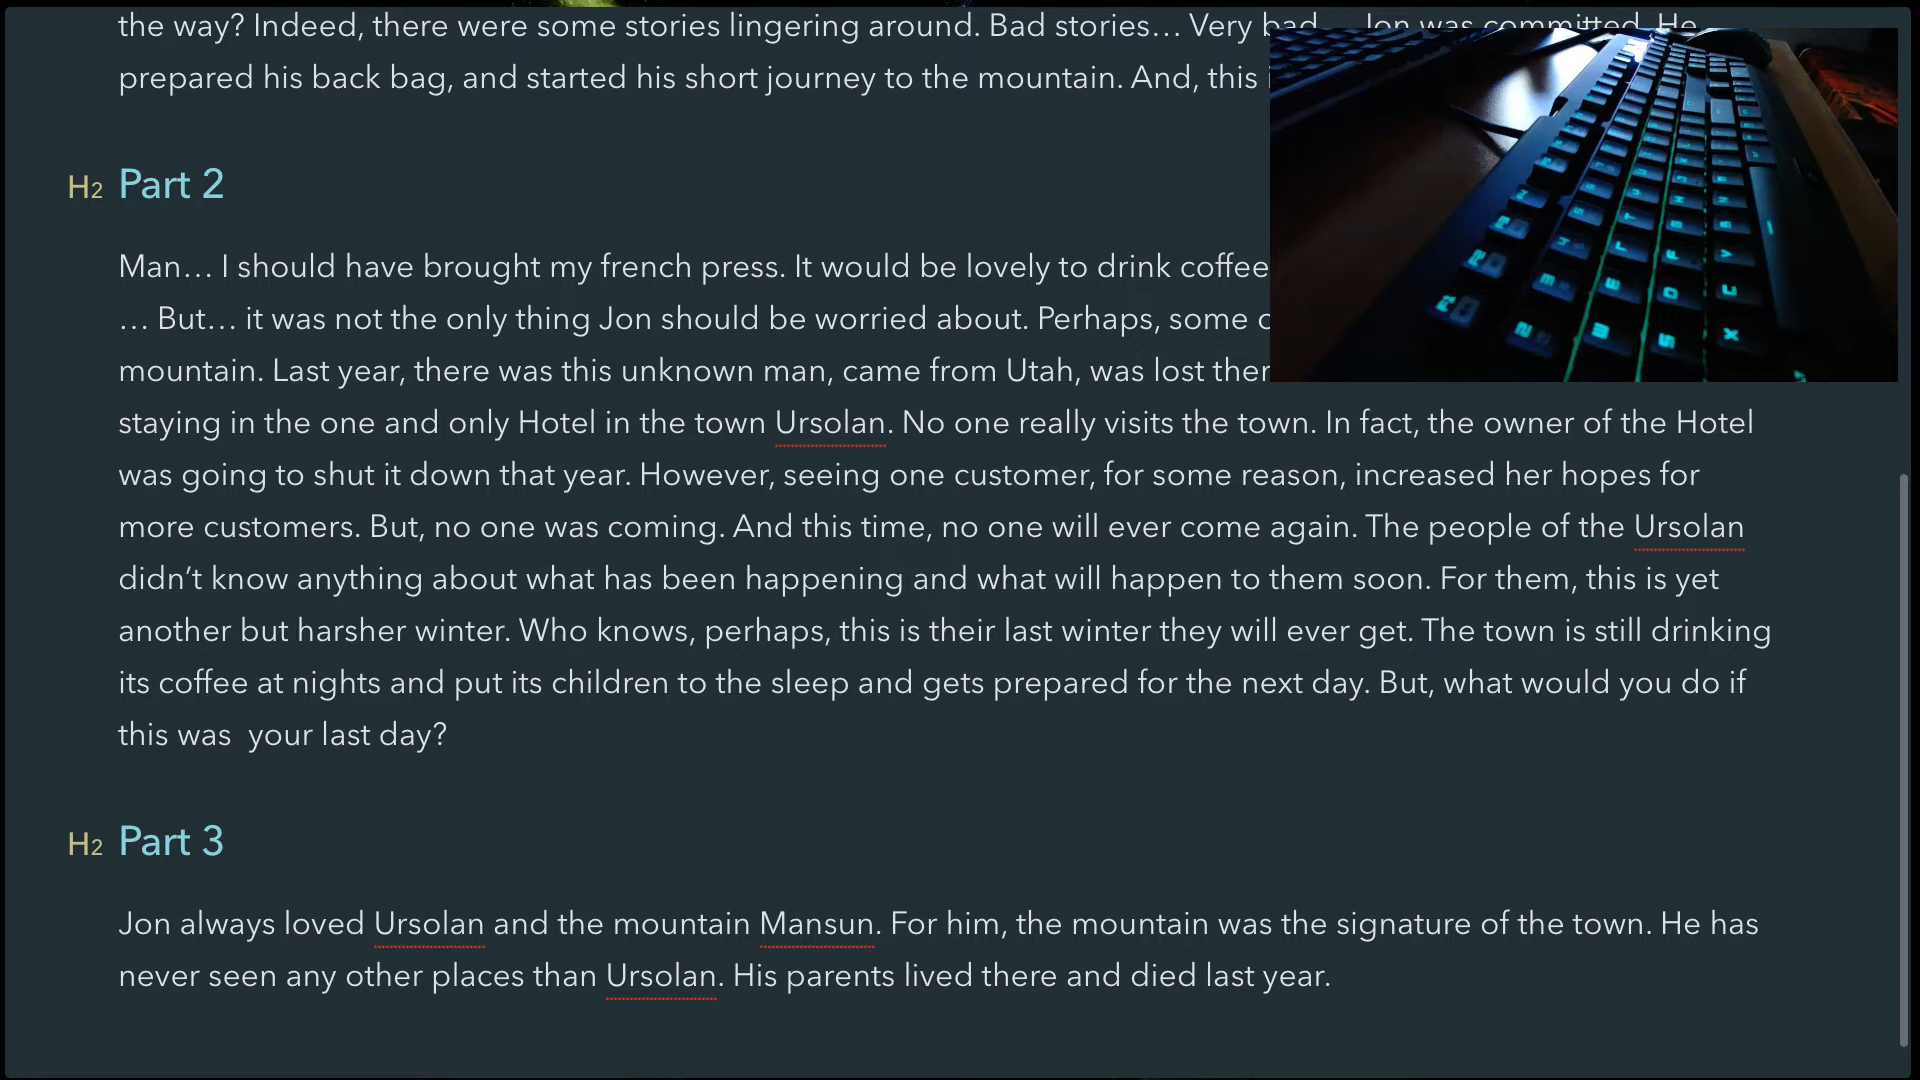 the way? Indeed, there were some stories lingering around. Bad stories… Very bad… Jon was committed. He
prepared his back bag, and started his short journey to the mountain. And, this
H2 Part 2
Man… I should have brought my french press. It would be lovely to drink coffee
… But… it was not the only thing Jon should be worried about. Perhaps, some
mountain. Last year, there was this unknown man, came from Utah, was lost
staying in the one and only Hotel in the town Ursolan. No one really visits the town. In fact, the owner of the Hotel
was going to shut it down that year. However, seeing one customer, for some reason, increased her hopes for
more customers. But, no one was coming. And this time, no one will ever come again. The people of the Ursolan
didn’t know anything about what has been happening and what will happen to them soon. For them, this is yet
another but harsher winter. Who knows, perhaps, this is their last winter they will ever get. The town is still drinking
its coffee at nights and put its children to the sleep and gets prepared for the next day. But, what would you do if
this was  your last day?
H2 Part 3
Jon always loved Ursolan and the mountain Mansun. For him, the mountain was the signature of the town. He has
never seen any other places than Ursolan. His parents lived there and died last year.